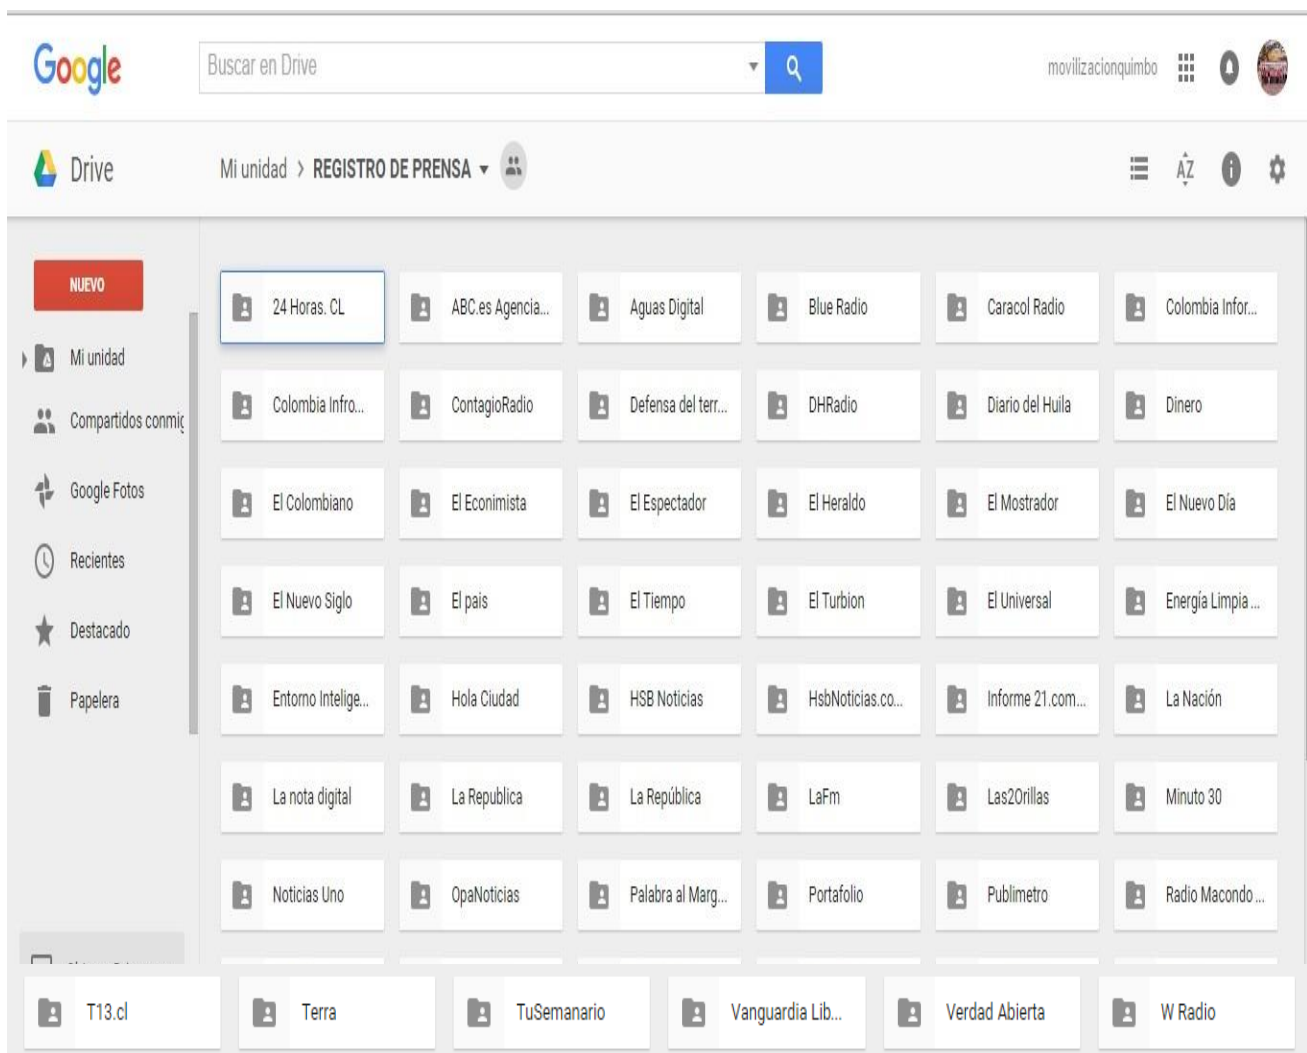 Google
Buscar en Drive
movilizacionquimbo
Drive
Mi unidad > REGISTRO DE PRENSA
AZ
NUEVO
Mi unidad
Compartidos conmig
Google Fotos
Recientes
Destacado
Papelera
24 Horas. CL
ABC.es Agencia...
Aguas Digital
Blue Radio
Caracol Radio
Colombia Infor...
Colombia Infro...
ContagioRadio
Defensa del terr...
DHRadio
Diario del Huila
Dinero
El Colombiano
El Econimista
El Espectador
El Heraldo
El Mostrador
El Nuevo Día
El Nuevo Siglo
El pais
El Tiempo
El Turbion
El Universal
Energía Limpia ...
Entorno Intelige...
Hola Ciudad
HSB Noticias
HsbNoticias.co...
Informe 21.com...
La Nación
La nota digital
La Republica
La República
LaFm
Las2Orillas
Minuto 30
Noticias Uno
OpaNoticias
Palabra al Marg...
Portafolio
Publimetro
Radio Macondo ...
T13.cl
Terra
TuSemanario
Vanguardia Lib...
Verdad Abierta
W Radio